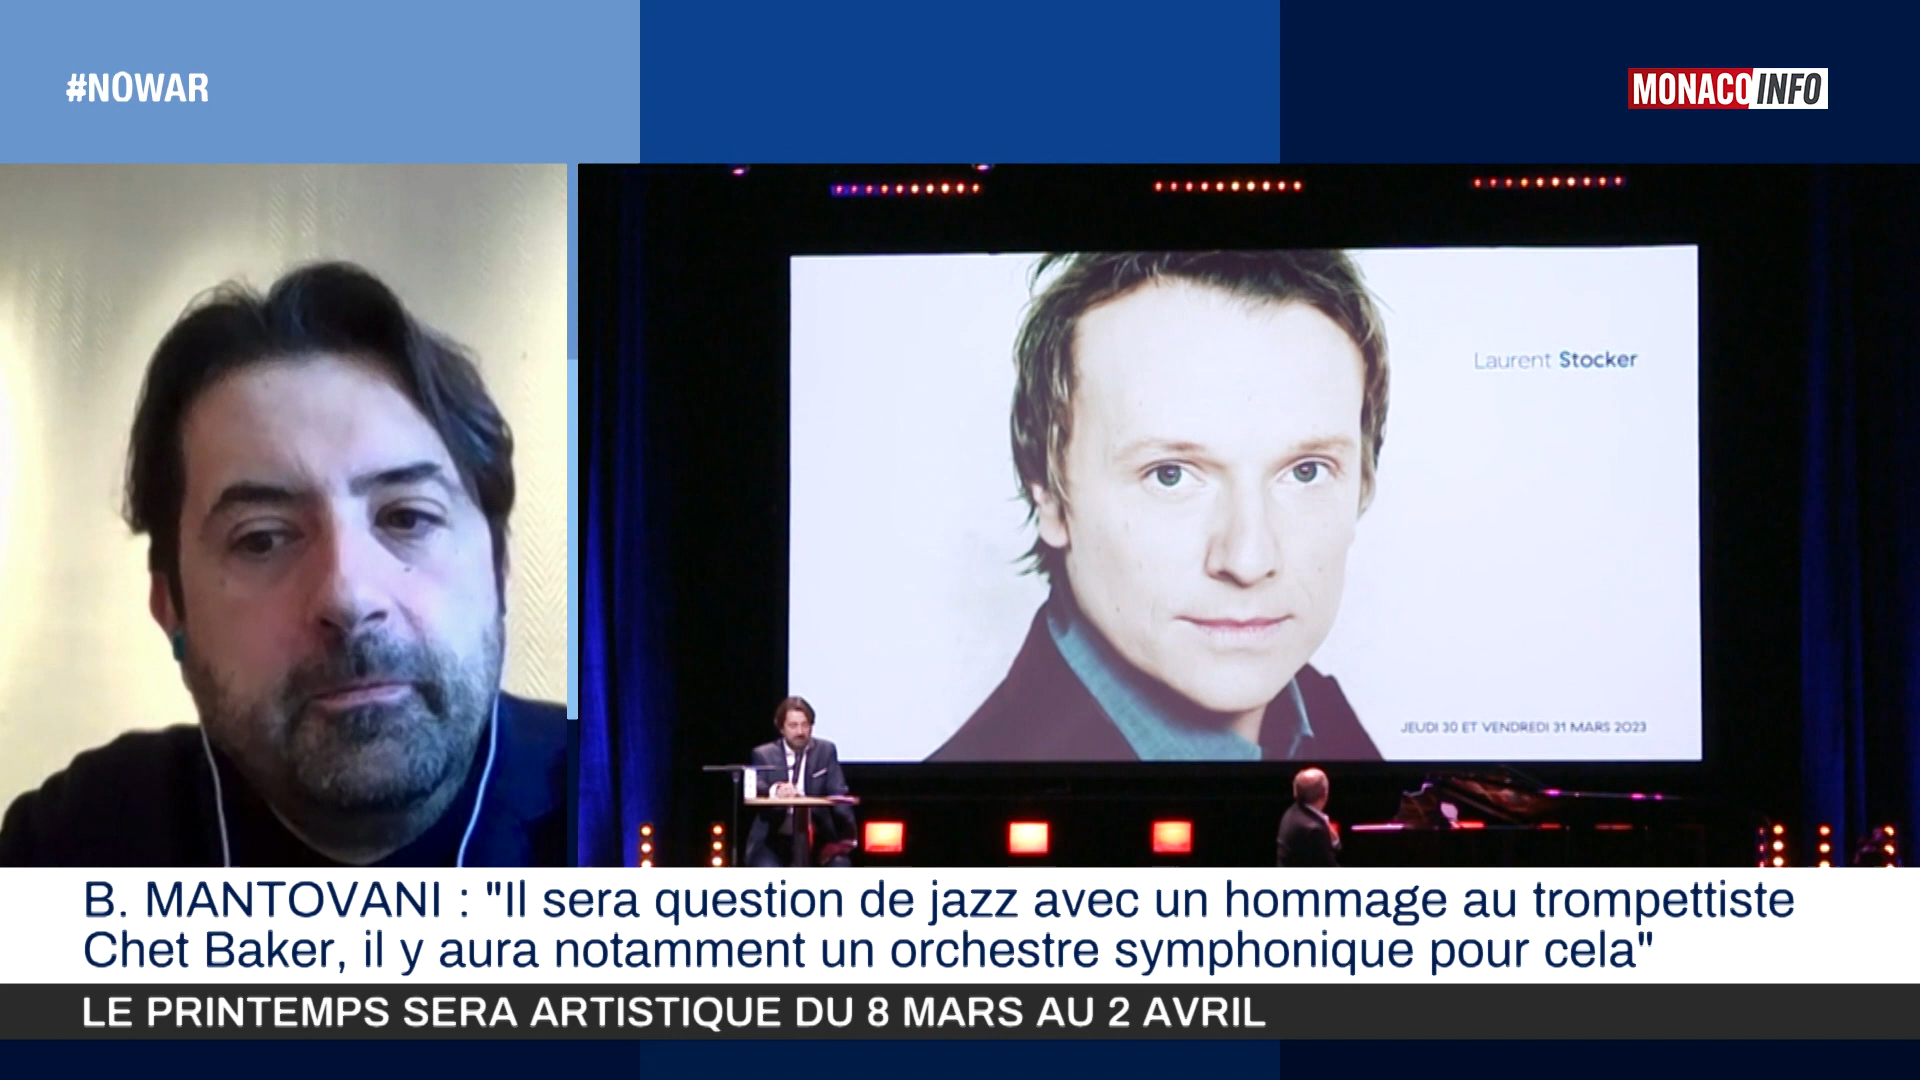 #NOWAR
MONACOINFO
Laurent Stocker
JEUDI 30 ET VENDREDI 31 MARS 2023
B. MANTOVANI : "Il sera question de jazz avec un hommage au trompettiste
Chet Baker, il y aura notamment un orchestre symphonique pour cela"
LE PRINTEMPS SERA ARTISTIQUE DU 8 MARS AU 2 AVRIL